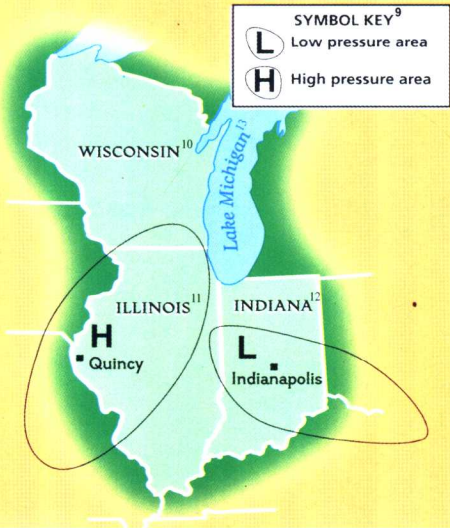 SYMBOL KEY9
L Low pressure area
H High pressure area
WISCONSIN10
Lake Michigan13
ILLINOIS11
INDIANA12
H
Quincy
L
Indianapolis